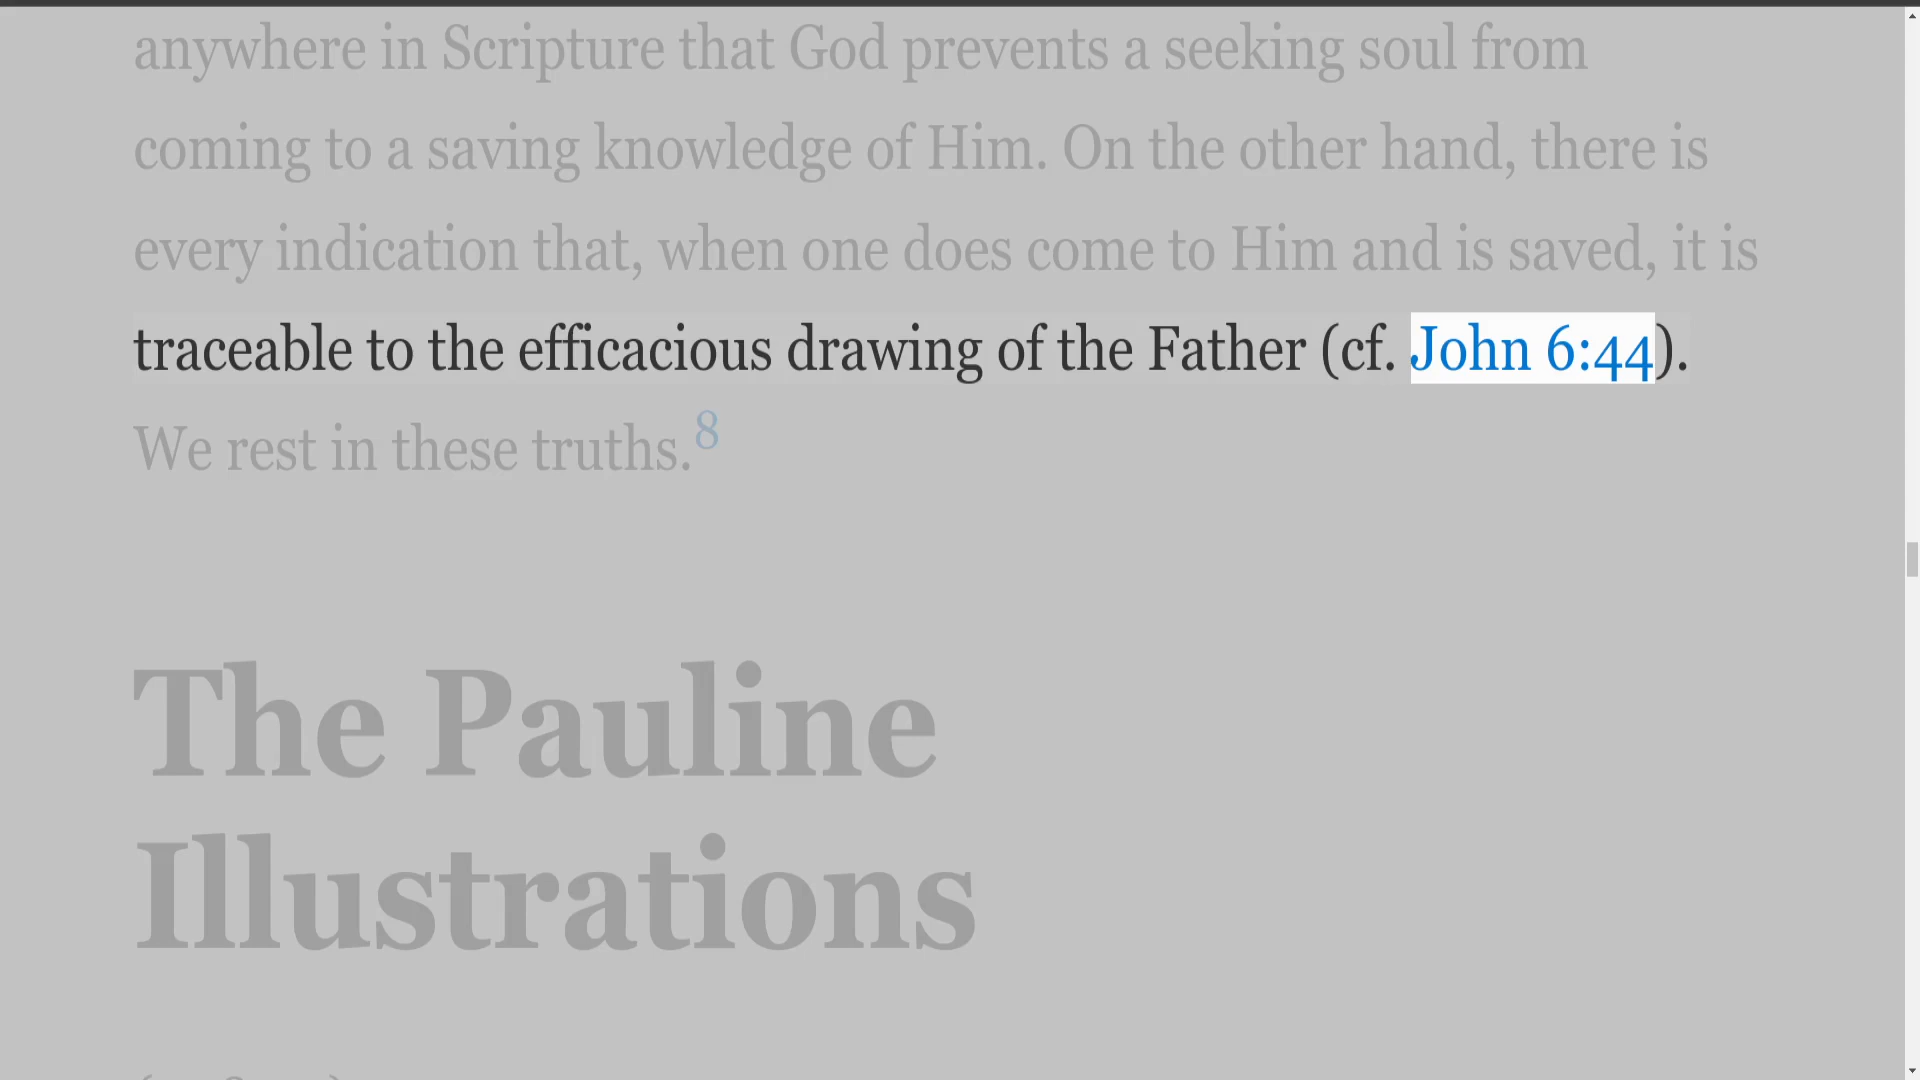 anywhere in Scripture that God prevents a seeking soul from
coming to a saving knowledge of Him. On the other hand, there is
every indication that, when one does come to Him and is saved, it is
traceable to the efficacious drawing of the Father (cf. John 6:44).
We rest in these truths.8
The Pauline
Illustrations